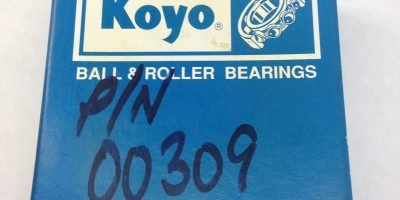 Koyo®
BALL & ROLLER BEARINGS
P/N
00309